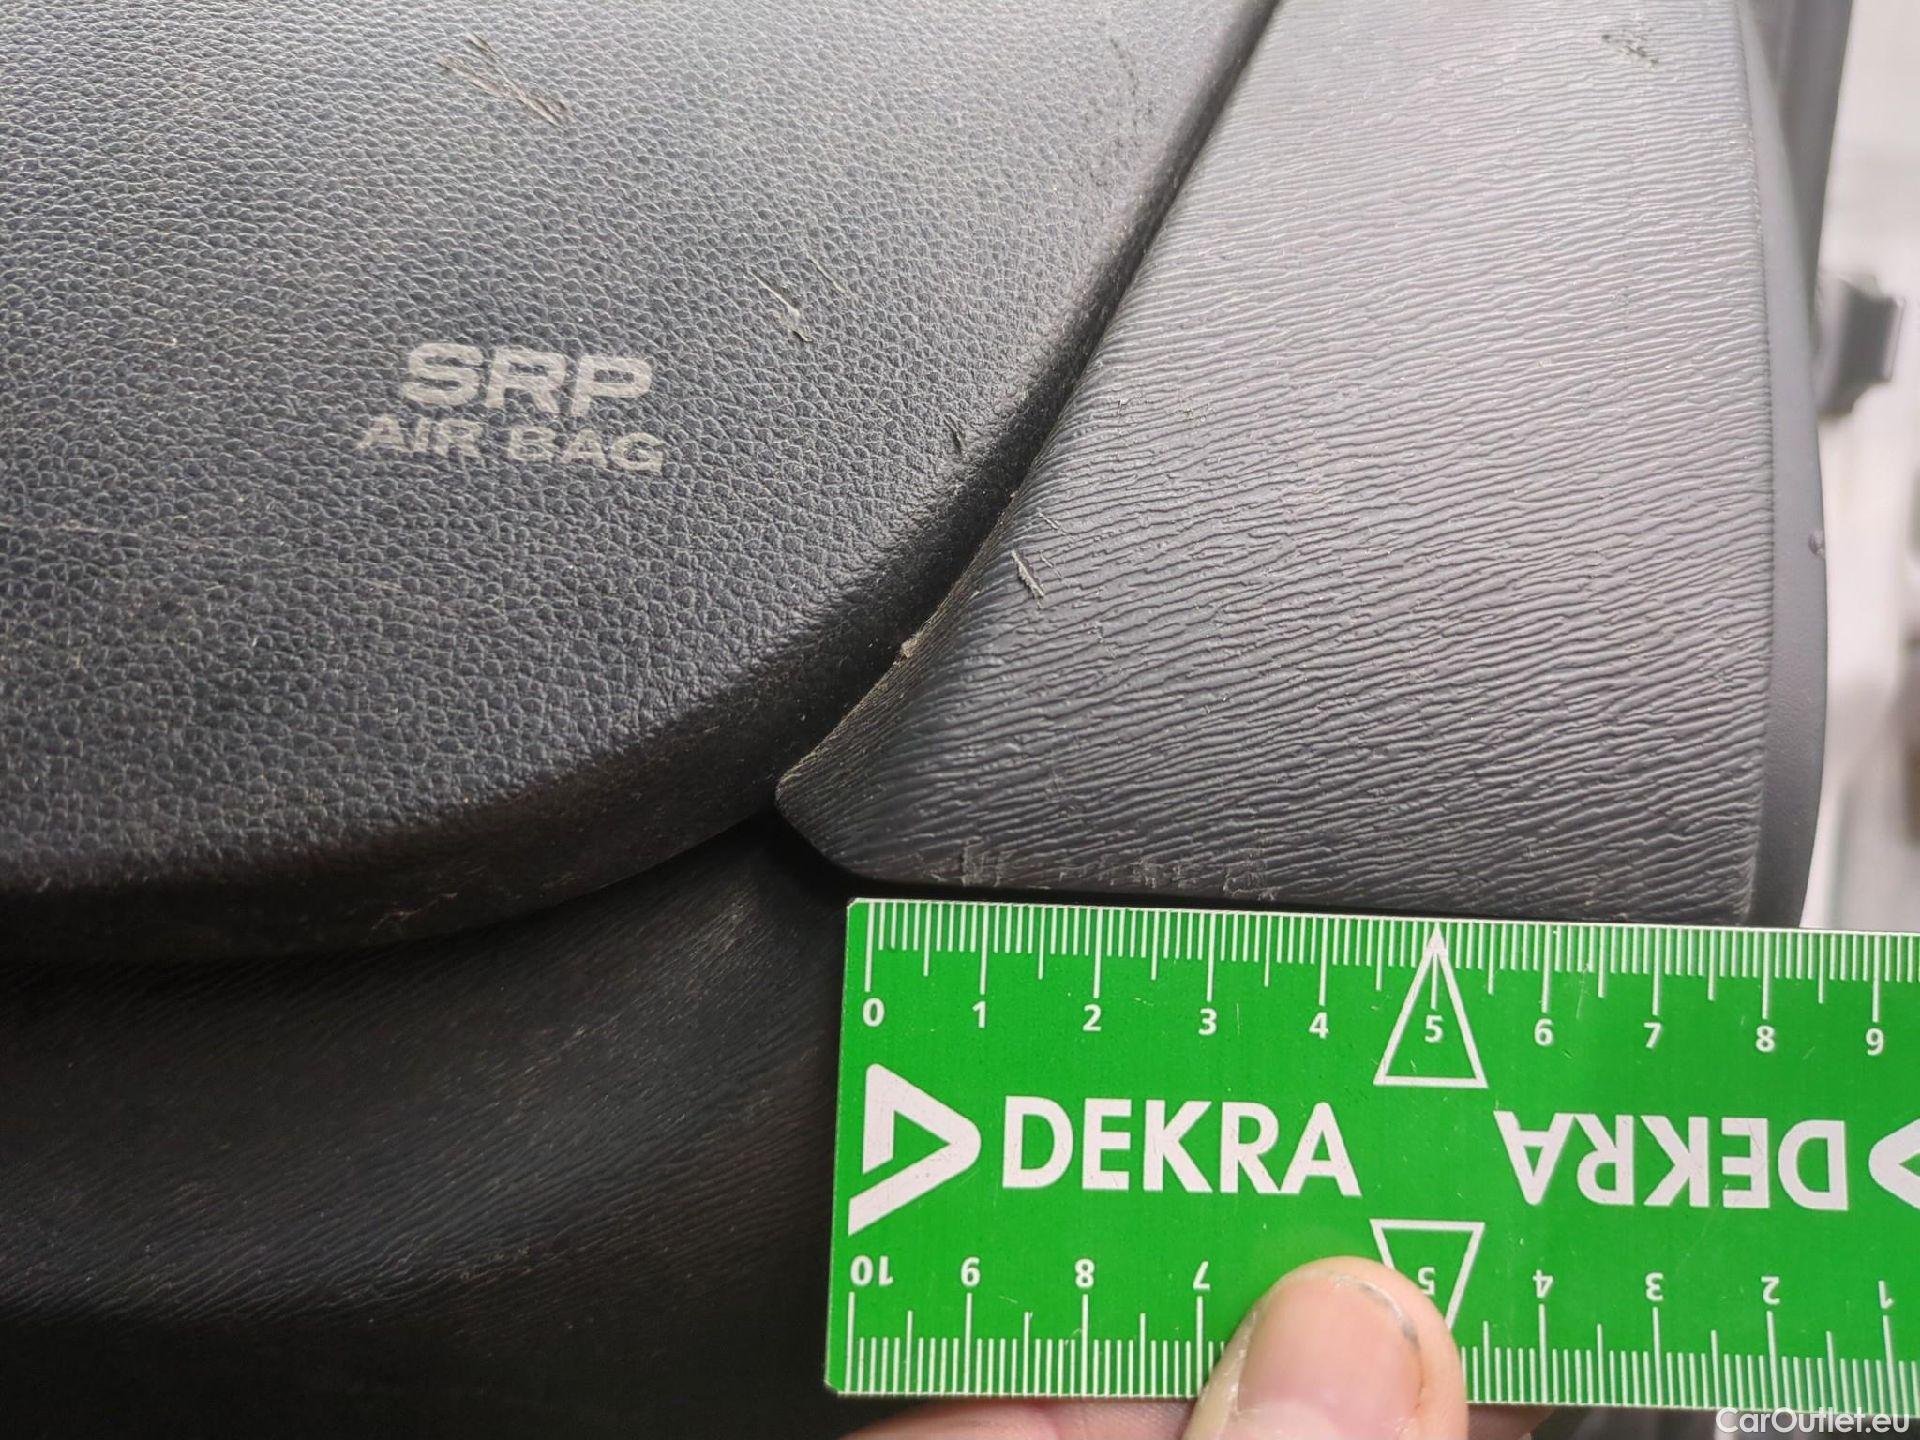 SRP
AIR BAG
0 1 2 3 4 5 6 7 8 9
DEKRA DEKRA
10 9 8 7 5 4 3 2 1
CarOutlet.eu